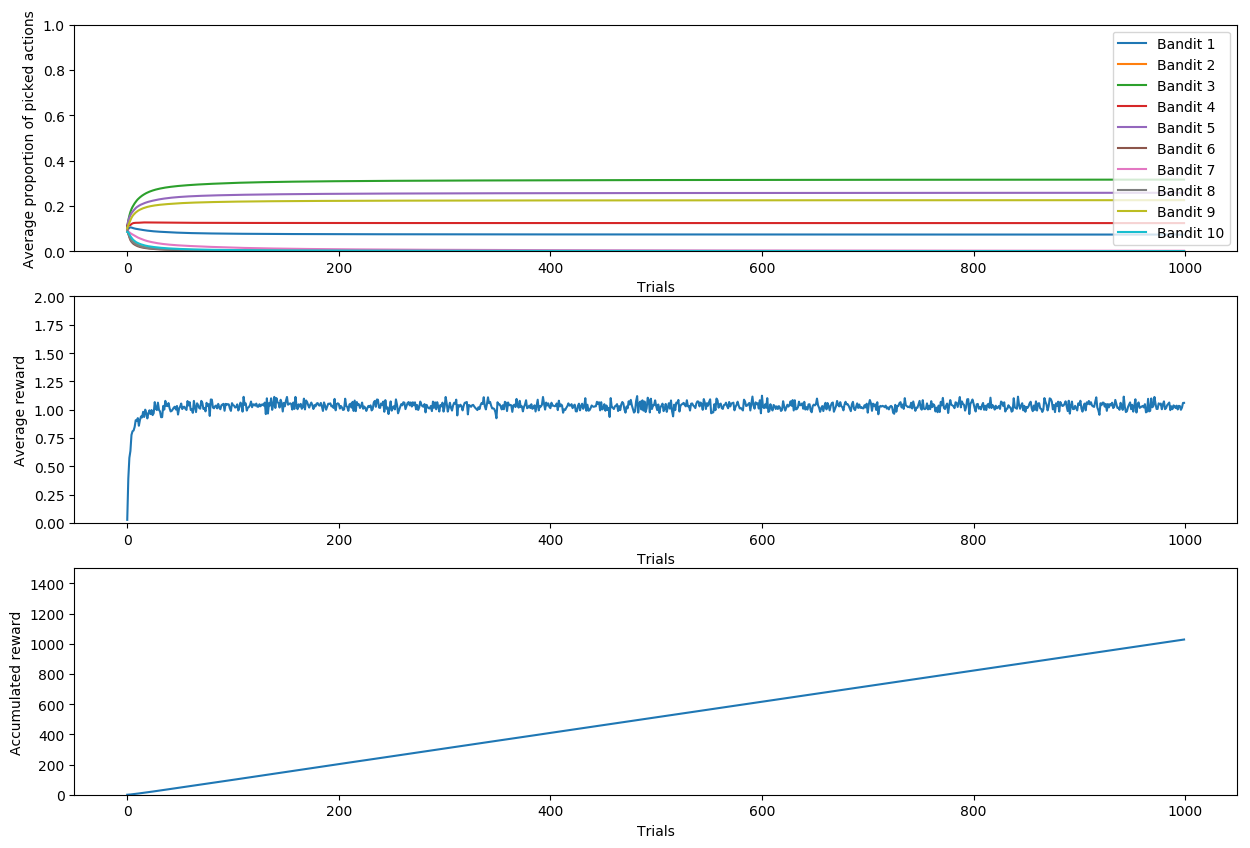 Average proportion of picked actions
1.0
0.8
0.6
0.4
0.2
0.0
Bandit 1
Bandit 2
Bandit 3
Bandit 4
Bandit 5
Bandit 6
Bandit 7
Bandit 8
Bandit 9
Bandit 10
0 200 400 600 800 1000
Trials
Average reward
2.00
1.75
1.50
1.25
1.00
0.75
0.50
0.25
0.00
0 200 400 600 800 1000
Trials
Accumulated reward
1400
1200
1000
800
600
400
200
0
0 200 400 600 800 1000
Trials